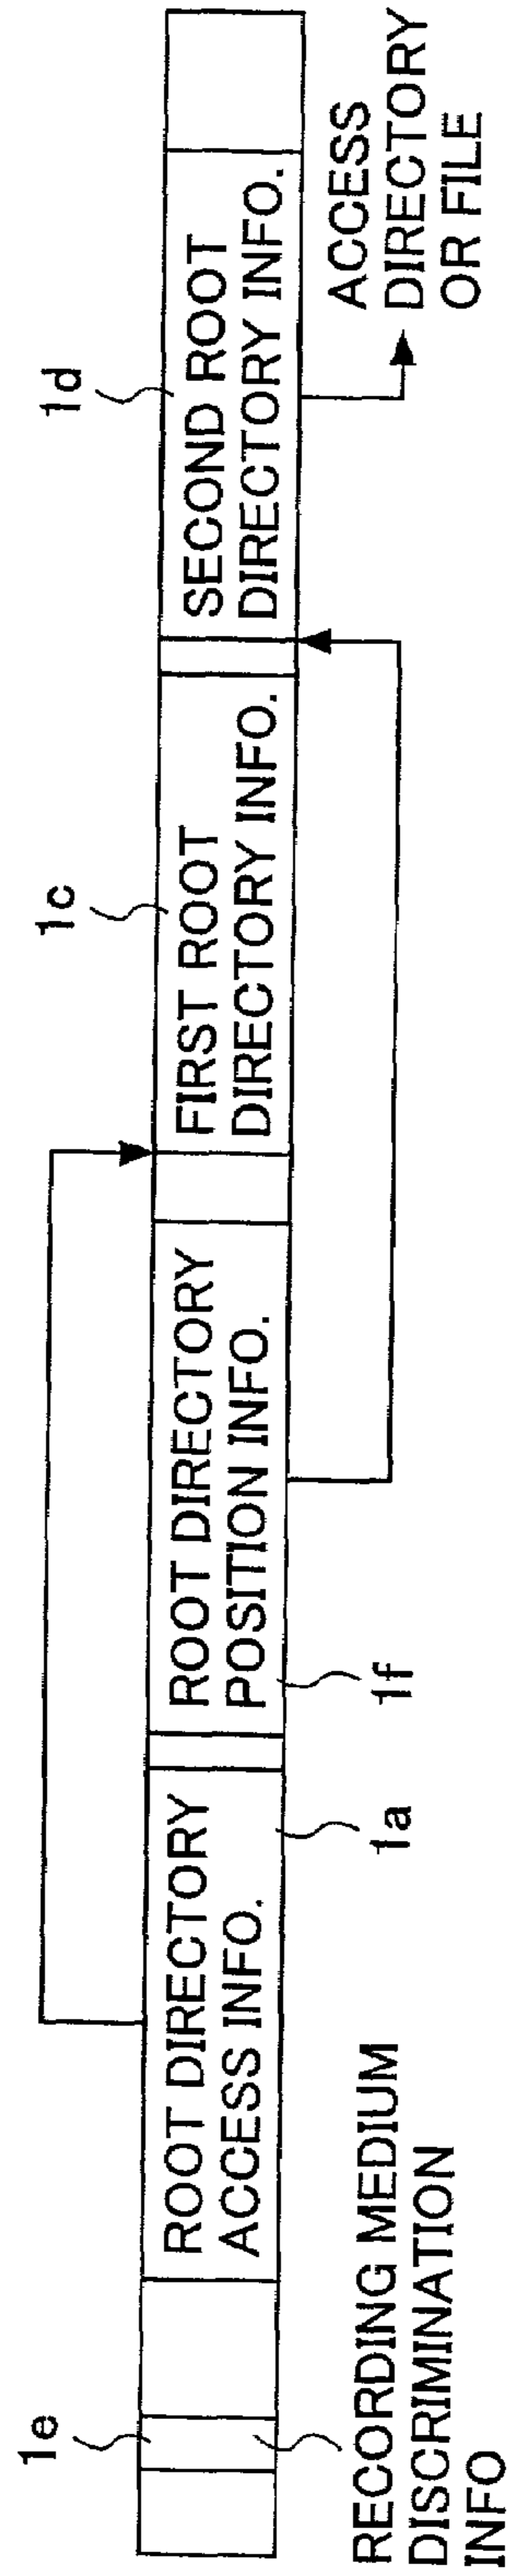 1e
RECORDING MEDIUM
DISCRIMINATION
INFO
ROOT DIRECTORY
ACCESS INFO.
1a
ROOT DIRECTORY
POSITION INFO.
1f
1c
FIRST ROOT
DIRECTORY INFO.
1d
SECOND ROOT
DIRECTORY INFO.
ACCESS
DIRECTORY
OR FILE